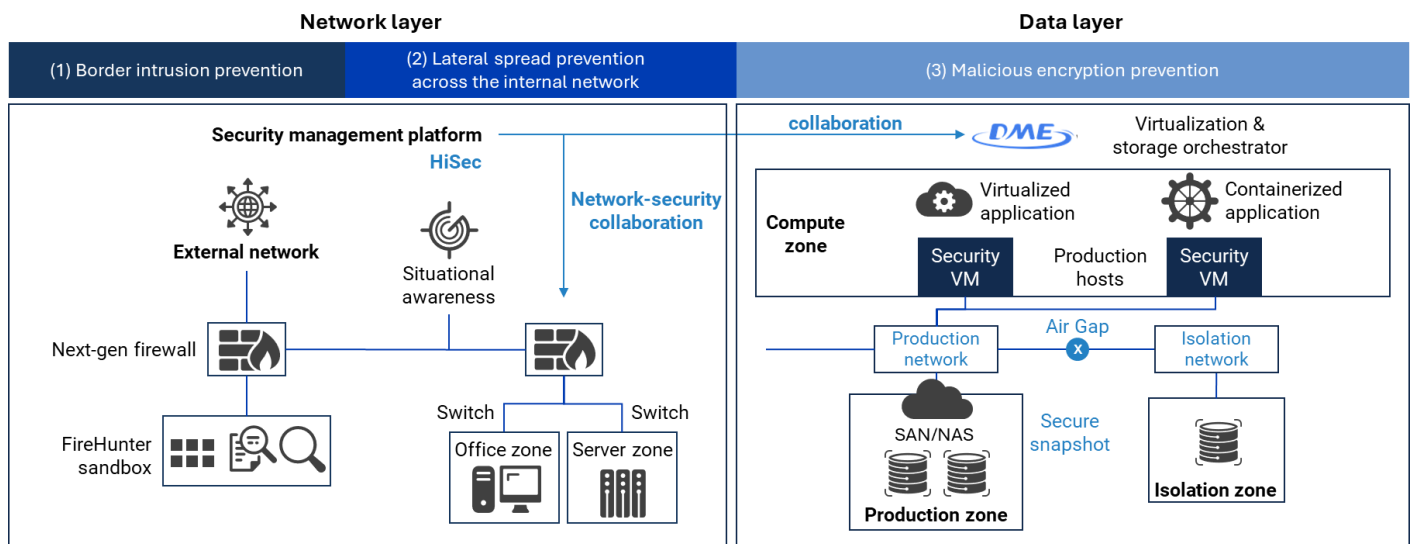 Network layer
Data layer
(1) Border intrusion prevention
(2) Lateral spread prevention
across the internal network
(3) Malicious encryption prevention
Security management platform
HiSec
collaboration
DME
Virtualization &
storage orchestrator
External network
Situational
awareness
Network-security
collaboration
Compute
zone
Virtualized
application
Containerized
application
Security
VM
Production
hosts
Security
VM
Next-gen firewall
Production
network
Air Gap
X
Isolation
network
FireHunter
sandbox
Switch
Switch
Office zone
Server zone
SAN/NAS
Production zone
Secure
snapshot
Isolation zone